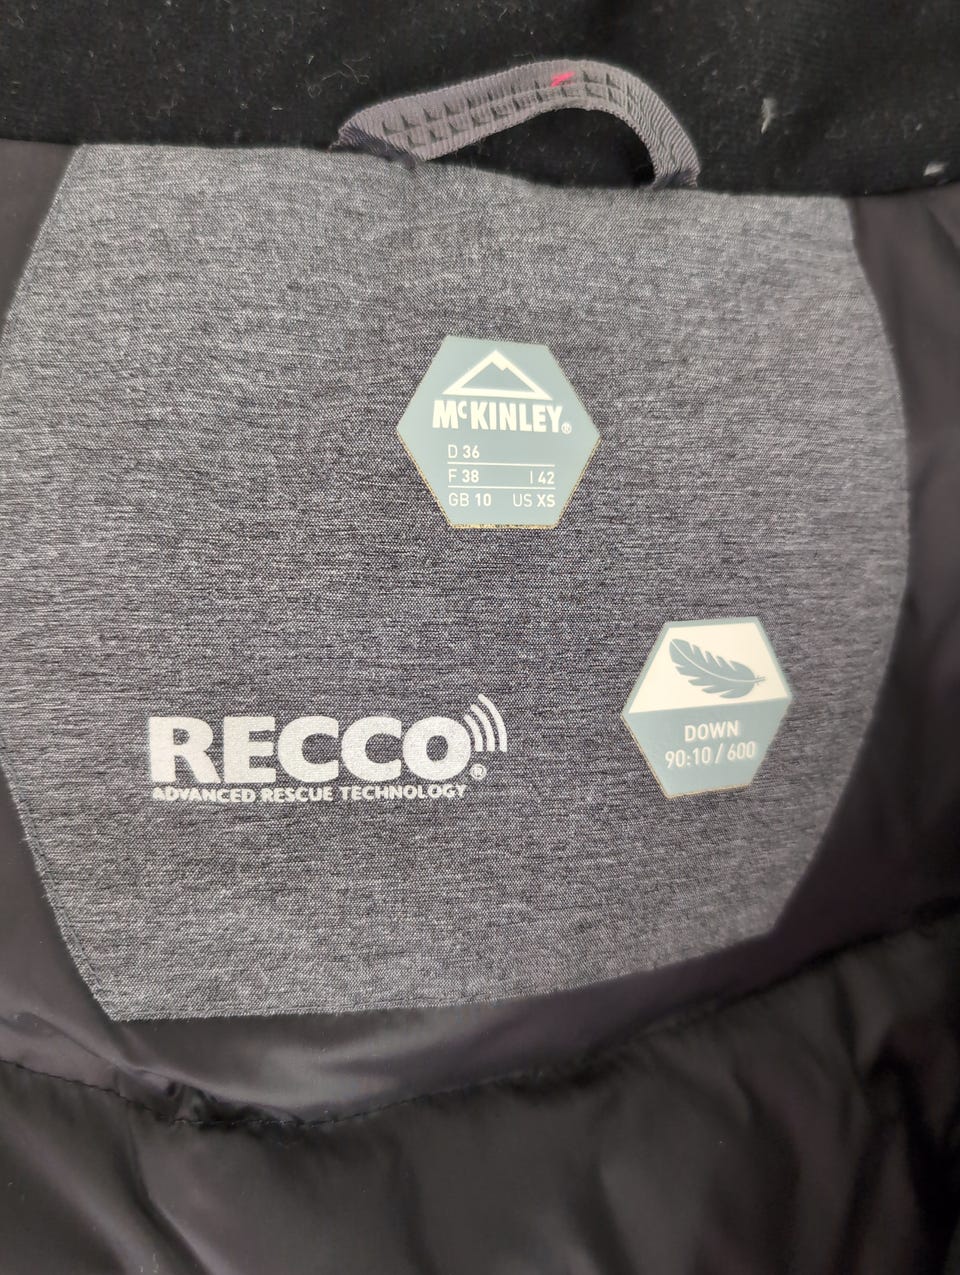 McKINLEY®
D 36
F 38 I 42
GB 10 US XS
DOWN
90:10 / 600
RECCO®
ADVANCED RESCUE TECHNOLOGY